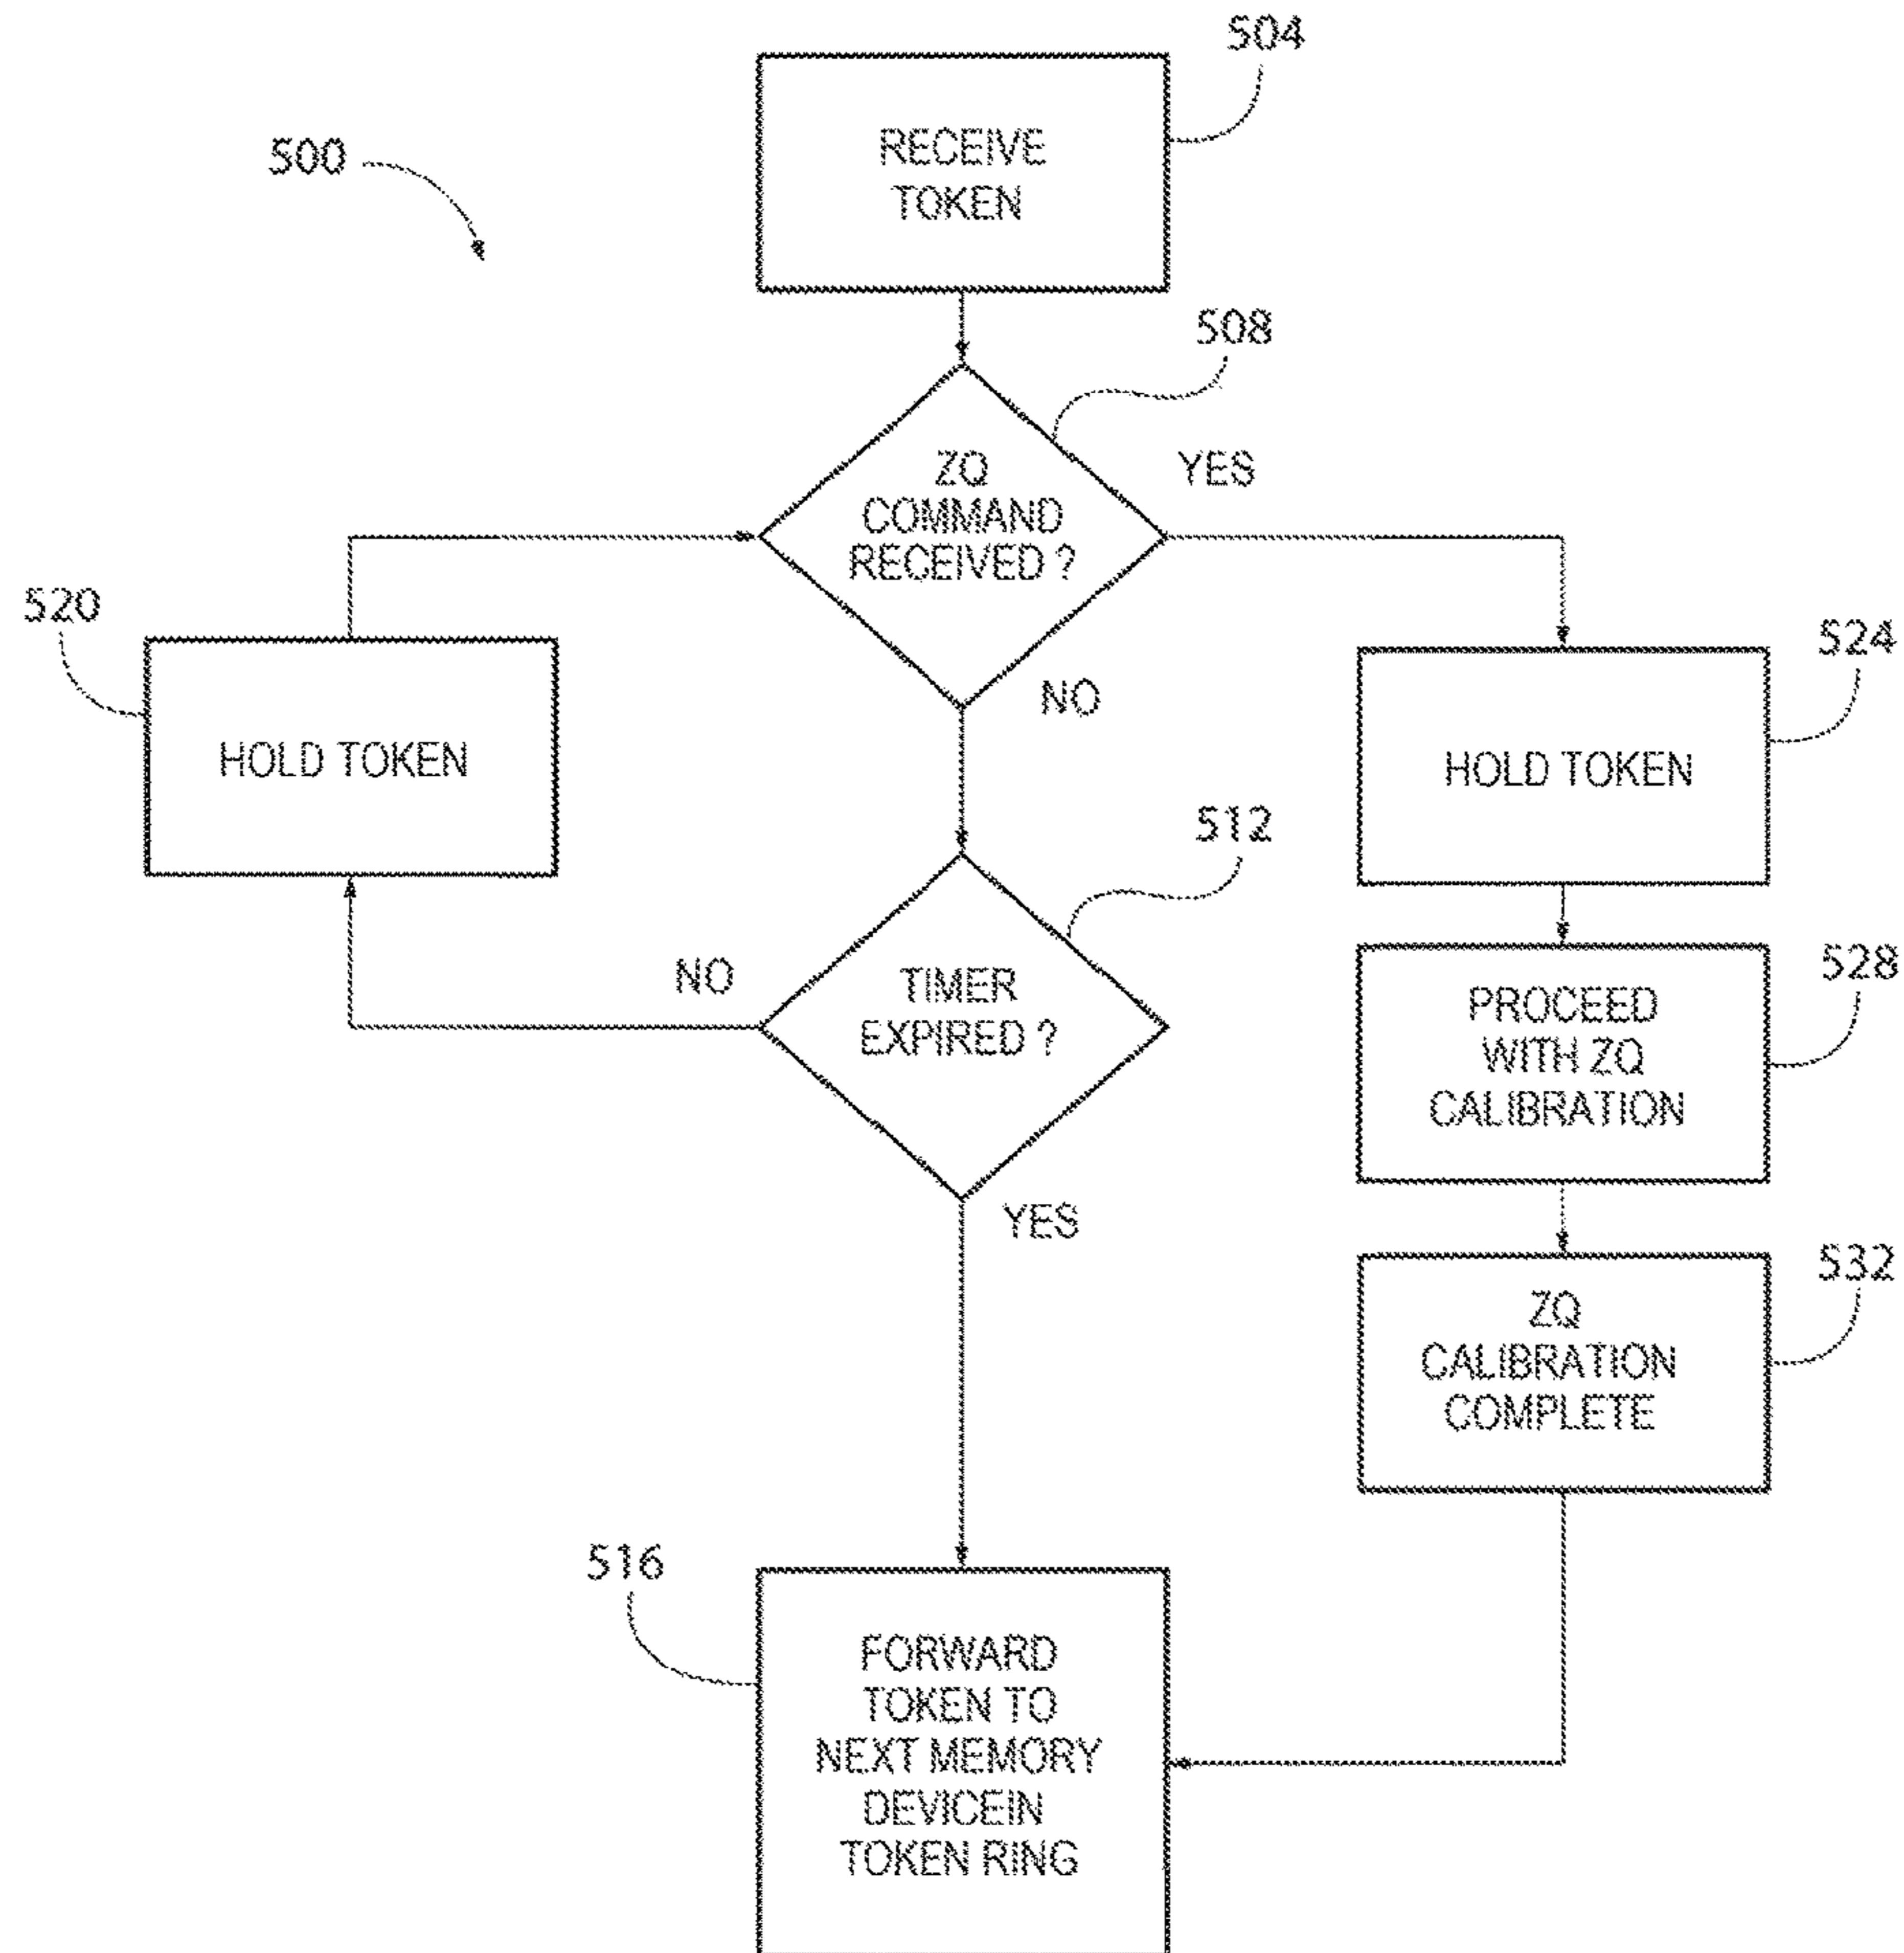 504
RECEIVE
TOKEN
500
508
ZQ
COMMAND
RECEIVED ?
YES
NO
520
HOLD TOKEN
524
HOLD TOKEN
512
TIMER
EXPIRED ?
NO
YES
528
PROCEED
WITH ZQ
CALIBRATION
532
ZQ
CALIBRATION
COMPLETE
516
FORWARD
TOKEN TO
NEXT MEMORY
DEVICEIN
TOKEN RING